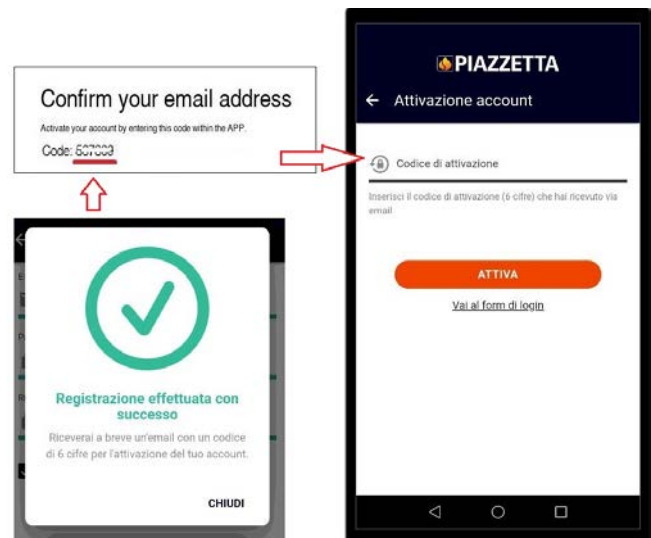 Confirm your email address
Activate your account by entering this code within the APP.
Code:
PIAZZETTA
Attivazione account
Codice di attivazione
Inserisci il codice di attivazione (6 cifre) che hai ricevuto via
email
ATTIVA
Vai al form di login
Registrazione effettuata con
successo
Riceverai a breve un'email con un codice
di 6 cifre per l'attivazione del tuo account.
CHIUDI